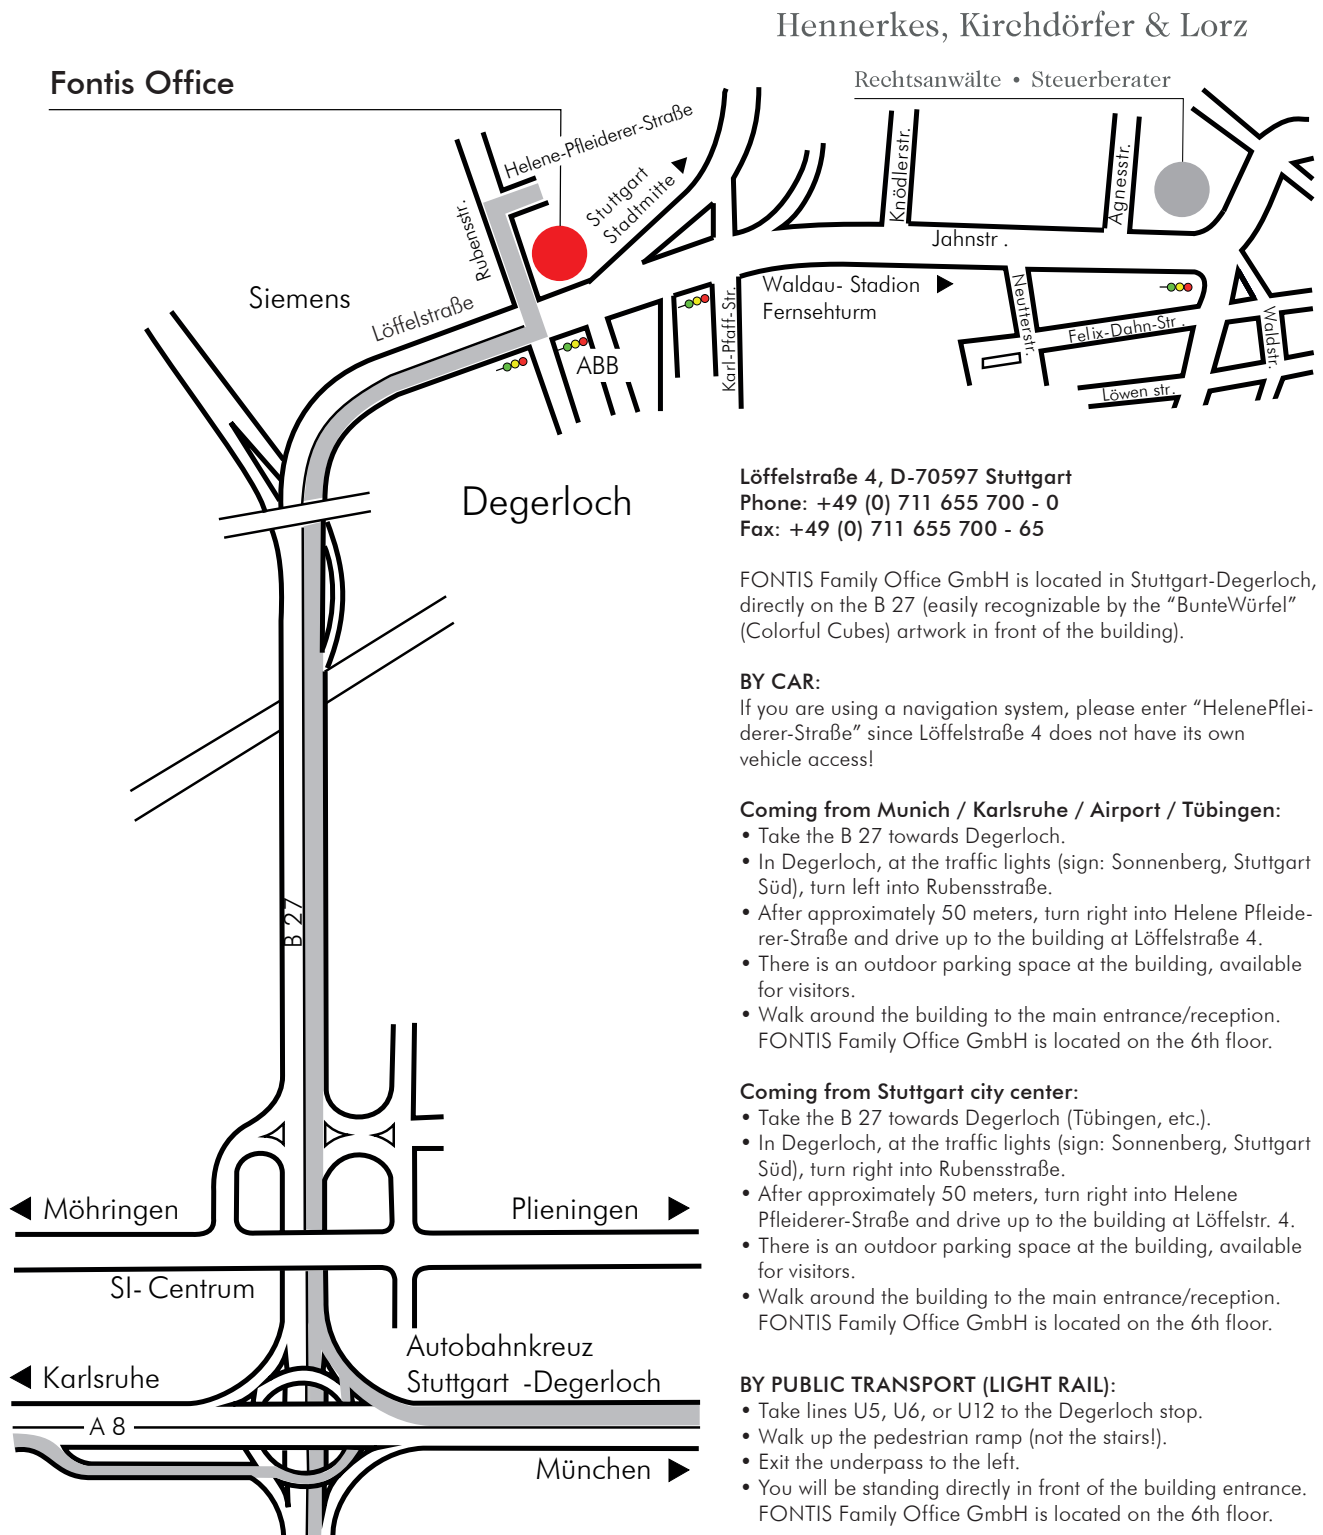 Hennerkes, Kirchdörfer & Lorz
Rechtsanwälte • Steuerberater
Fontis Office
Helene-Pfleiderer-Straße
Stuttgart
Stadtmitte
Rubensstr.
Knödlerstr.
Agnesstr.
Jahnstr .
Siemens
Löffelstraße
Waldau- Stadion
Fernsehturm
Neutterstr.
Felix-Dahn-Str .
Waldstr.
Karl-Pfaff-Str.
ABB
Löwen str.
Degerloch
B 27
Möhringen
Plieningen
SI- Centrum
Autobahnkreuz
Stuttgart -Degerloch
Karlsruhe
A 8
München
Löffelstraße 4, D-70597 Stuttgart
Phone: +49 (0) 711 655 700 - 0
Fax: +49 (0) 711 655 700 - 65
FONTIS Family Office GmbH is located in Stuttgart-Degerloch,
directly on the B 27 (easily recognizable by the “BunteWürfel”
(Colorful Cubes) artwork in front of the building).
BY CAR:
If you are using a navigation system, please enter “HelenePflei-
derer-Straße” since Löffelstraße 4 does not have its own
vehicle access!
Coming from Munich / Karlsruhe / Airport / Tübingen:
• Take the B 27 towards Degerloch.
• In Degerloch, at the traffic lights (sign: Sonnenberg, Stuttgart
Süd), turn left into Rubensstraße.
• After approximately 50 meters, turn right into Helene Pfleide-
rer-Straße and drive up to the building at Löffelstraße 4.
• There is an outdoor parking space at the building, available
for visitors.
• Walk around the building to the main entrance/reception.
FONTIS Family Office GmbH is located on the 6th floor.
Coming from Stuttgart city center:
• Take the B 27 towards Degerloch (Tübingen, etc.).
• In Degerloch, at the traffic lights (sign: Sonnenberg, Stuttgart
Süd), turn right into Rubensstraße.
• After approximately 50 meters, turn right into Helene
Pfleiderer-Straße and drive up to the building at Löffelstr. 4.
• There is an outdoor parking space at the building, available
for visitors.
• Walk around the building to the main entrance/reception.
FONTIS Family Office GmbH is located on the 6th floor.
BY PUBLIC TRANSPORT (LIGHT RAIL):
• Take lines U5, U6, or U12 to the Degerloch stop.
• Walk up the pedestrian ramp (not the stairs!).
• Exit the underpass to the left.
• You will be standing directly in front of the building entrance.
FONTIS Family Office GmbH is located on the 6th floor.